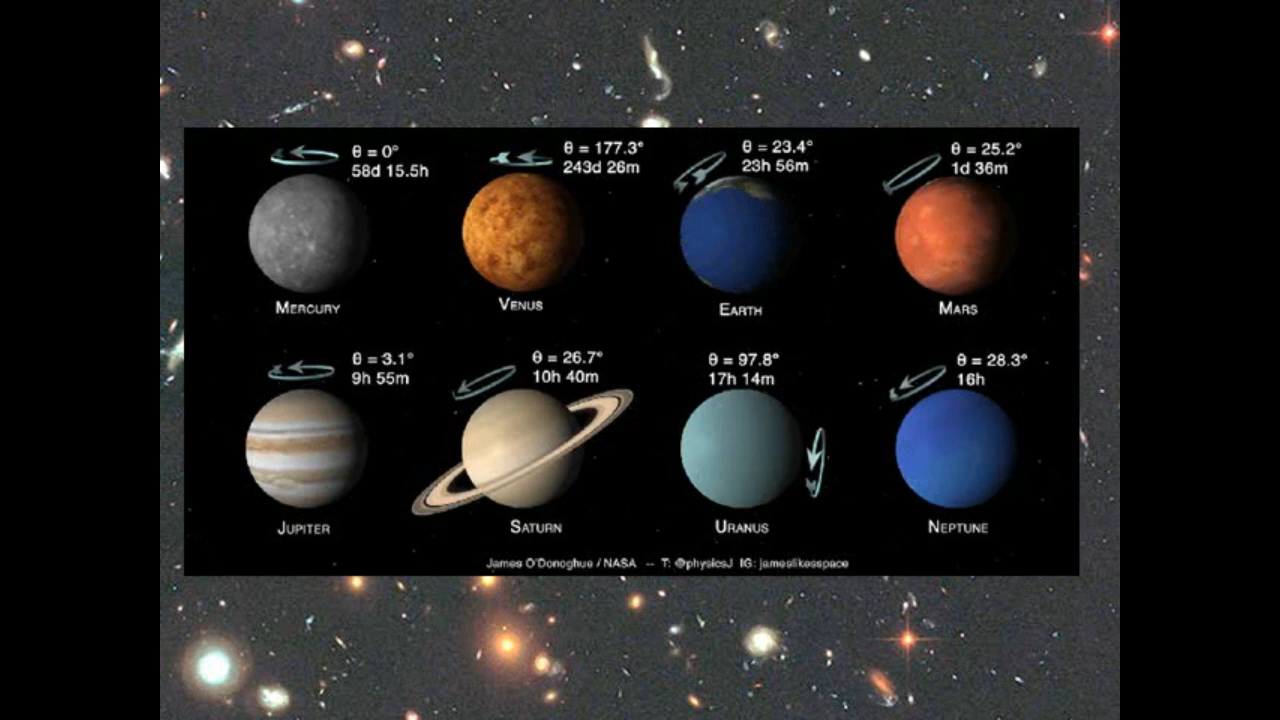 θ = 0°
58d 15.5h
θ = 177.3°
243d 26m
θ = 23.4°
23h 56m
θ = 25.2°
1d 36m
MERCURY
VENUS
EARTH
MARS
θ = 3.1°
9h 55m
θ = 26.7°
10h 40m
θ = 97.8°
17h 14m
θ = 28.3°
16h
JUPITER
SATURN
URANUS
NEPTUNE
James O'Donoghue / NASA -- T: @physicsJ IG: jameslikesspace